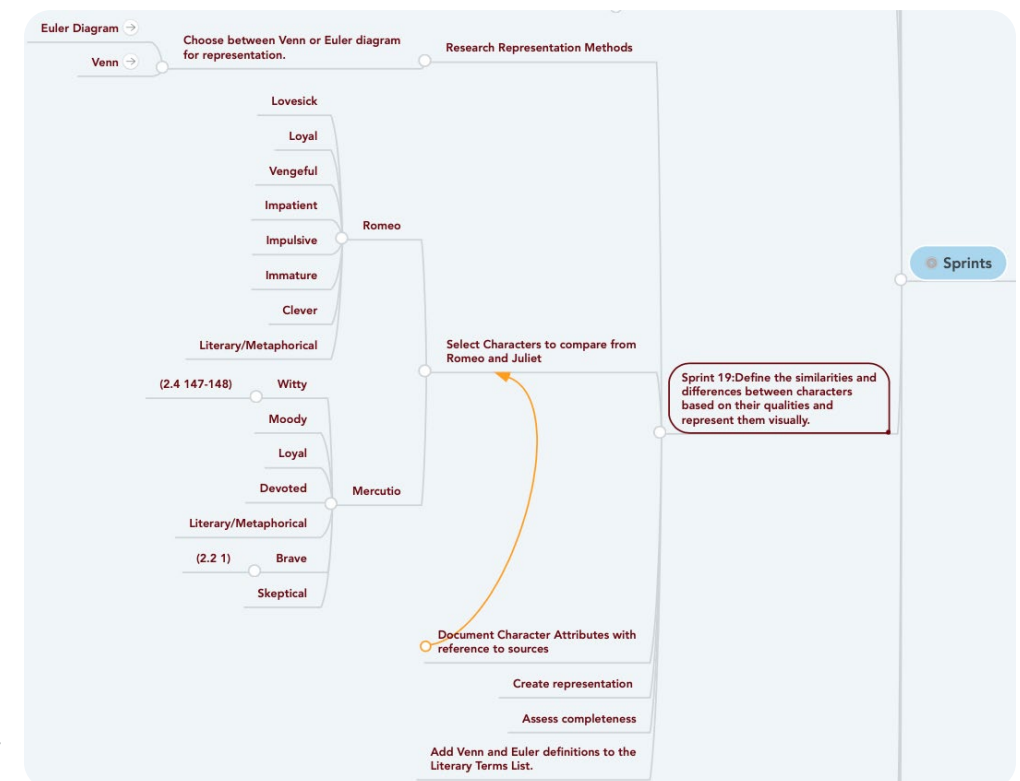 Euler Diagram
Venn
Choose between Venn or Euler diagram
for representation.
Research Representation Methods
Lovesick
Loyal
Vengeful
Impatient
Impulsive
Immature
Clever
Literary/Metaphorical
Romeo
(2.4 147-148)
Witty
Moody
Loyal
Devoted
Literary/Metaphorical
(2.2 1)
Brave
Skeptical
Mercutio
Select Characters to compare from
Romeo and Juliet
Document Character Attributes with
reference to sources
Create representation
Assess completeness
Add Venn and Euler definitions to the
Literary Terms List.
Sprint 19:Define the similarities and
differences between characters
based on their qualities and
represent them visually.
Sprints